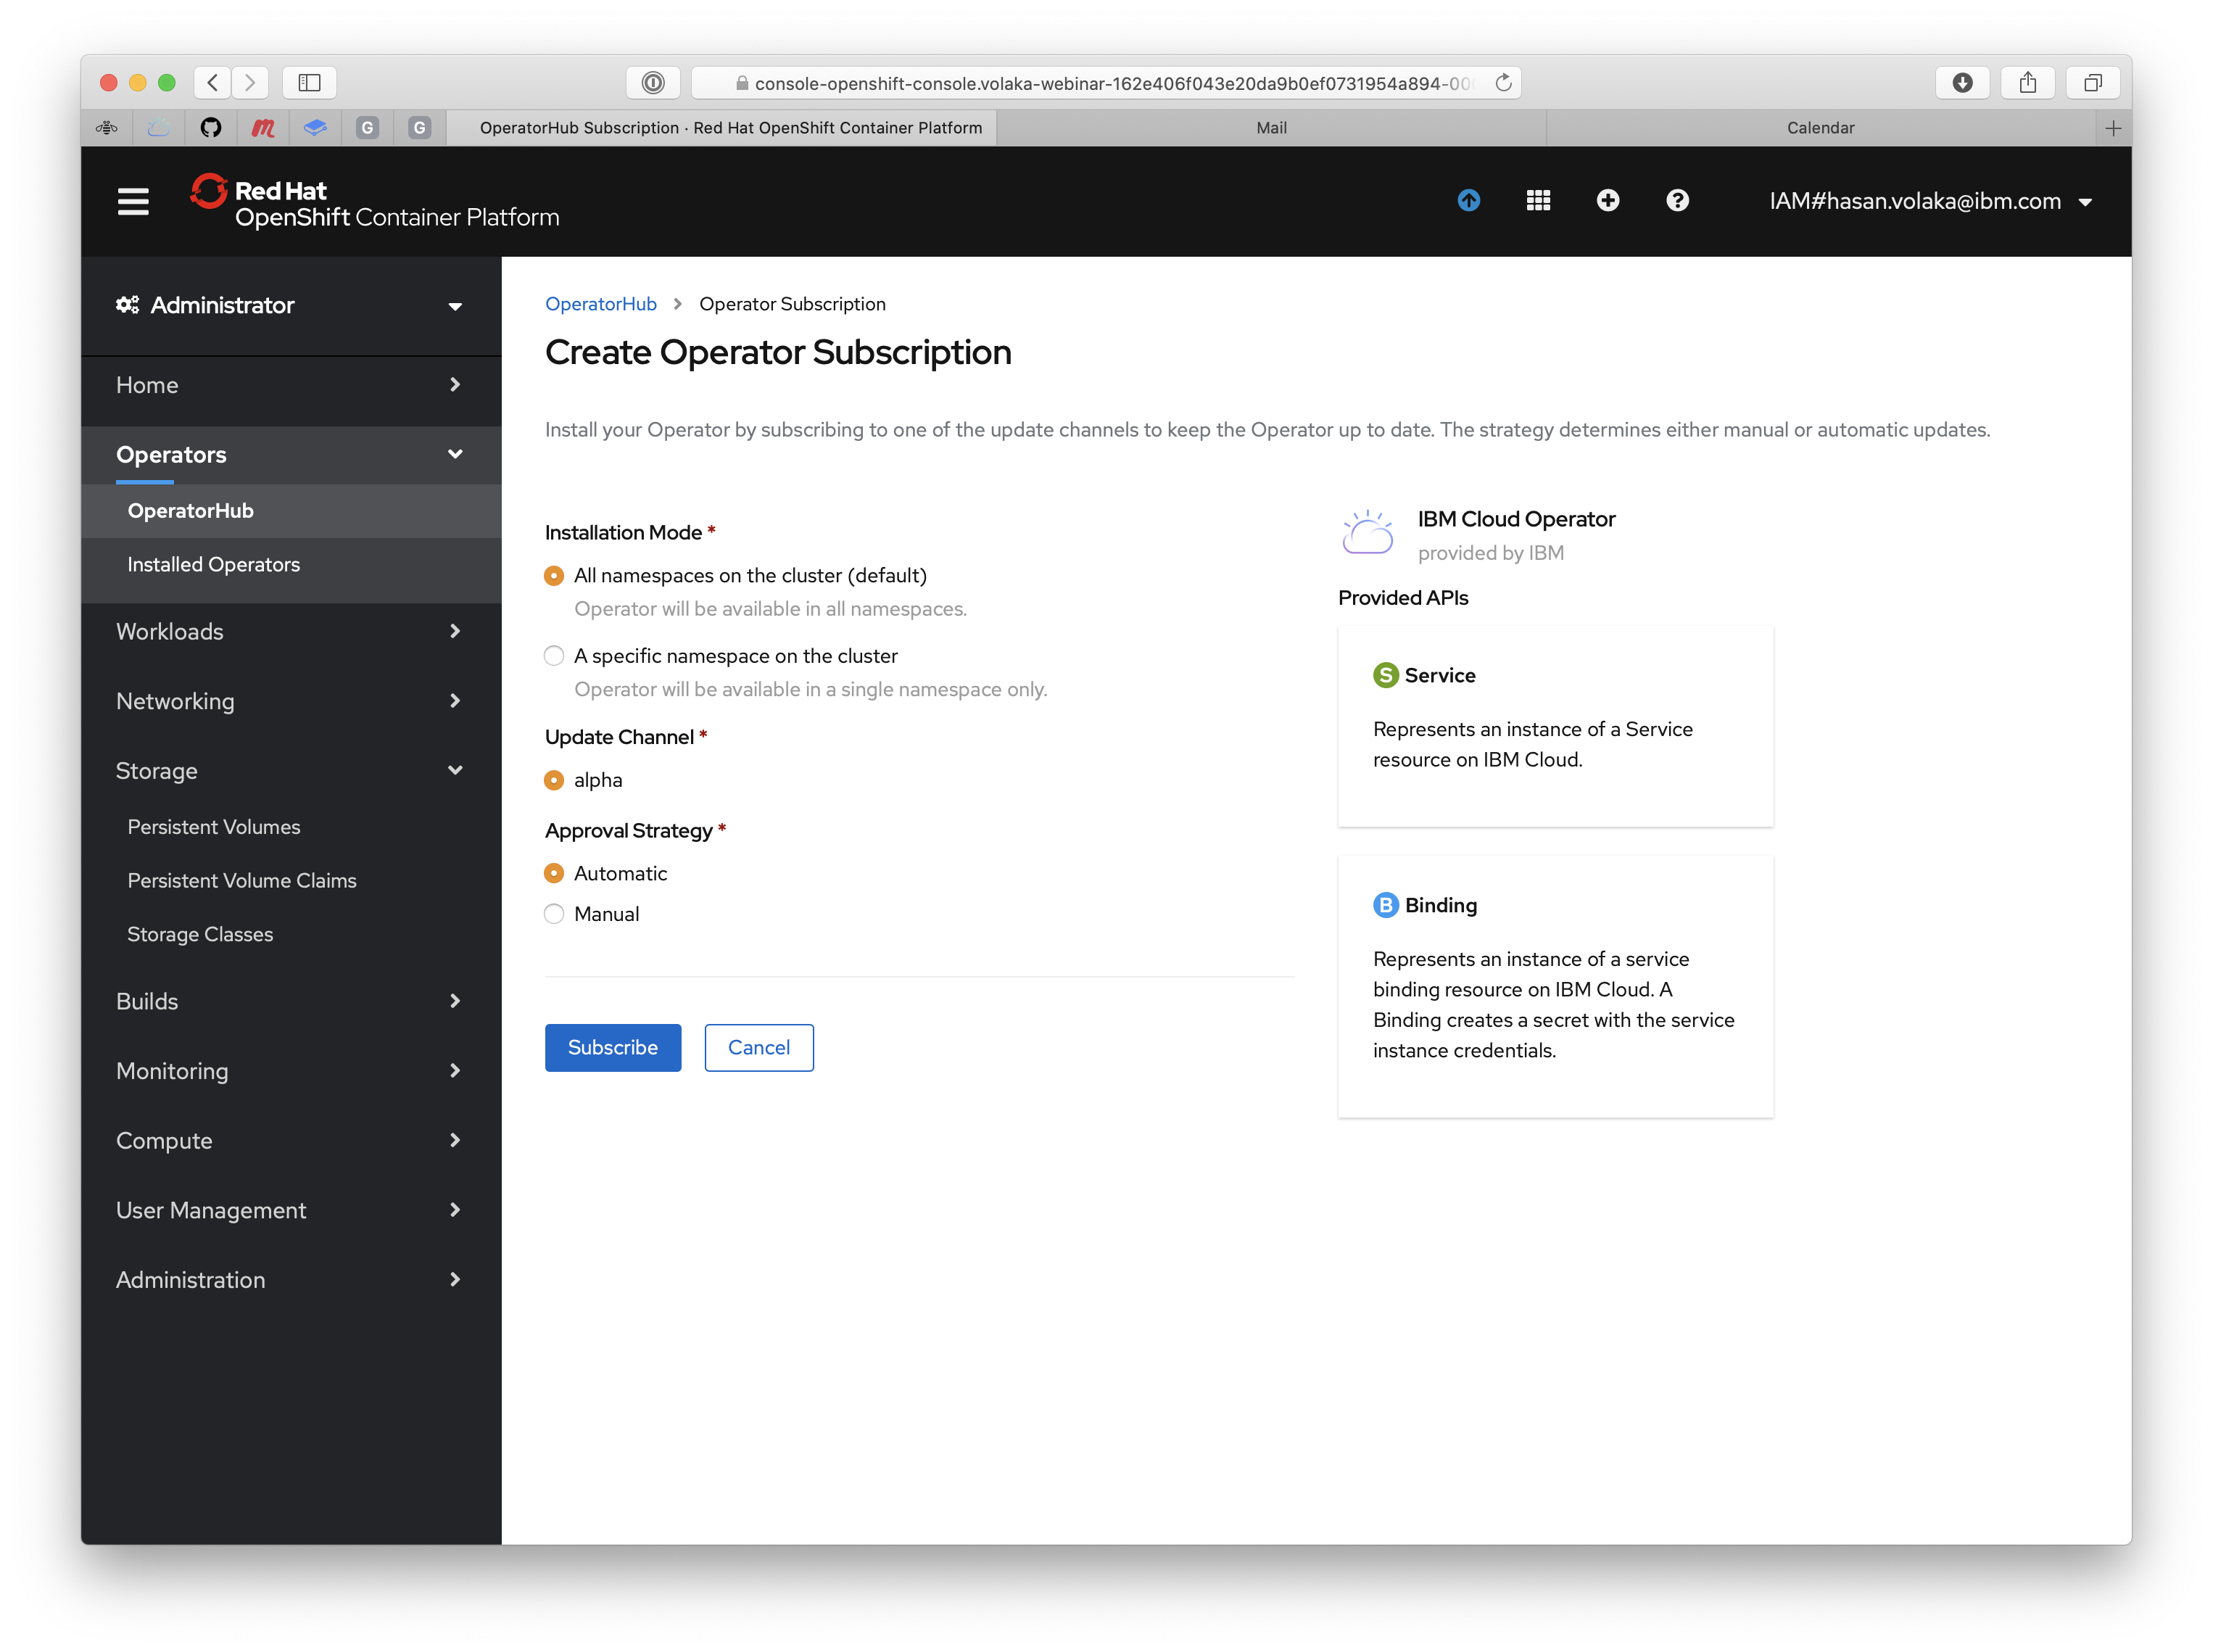 console-openshift-console.volaka-webinar-162e406f043e20da9b0ef0731954a894-00
G
G
OperatorHub Subscription · Red Hat OpenShift Container Platform
Mail
Calendar
Red Hat
OpenShift Container Platform
IAM#hasan.volaka@ibm.com
Administrator
Home
Operators
OperatorHub
Installed Operators
Workloads
Networking
Storage
Persistent Volumes
Persistent Volume Claims
Storage Classes
Builds
Monitoring
Compute
User Management
Administration
OperatorHub > Operator Subscription
Create Operator Subscription
Install your Operator by subscribing to one of the update channels to keep the Operator up to date. The strategy determines either manual or automatic updates.
Installation Mode *
All namespaces on the cluster (default)
Operator will be available in all namespaces.
A specific namespace on the cluster
Operator will be available in a single namespace only.
Update Channel *
alpha
Approval Strategy *
Automatic
Manual
Subscribe
Cancel
IBM Cloud Operator
provided by IBM
Provided APIs
S Service
Represents an instance of a Service
resource on IBM Cloud.
B Binding
Represents an instance of a service
binding resource on IBM Cloud. A
Binding creates a secret with the service
instance credentials.